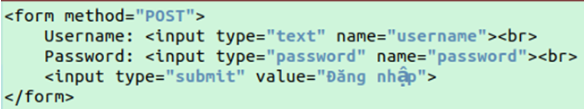 <form method="POST">
Username: <input type="text" name="username"><br>
Password: <input type="password" name="password"><br>
<input type="submit" value="Đăng nhập">
</form>